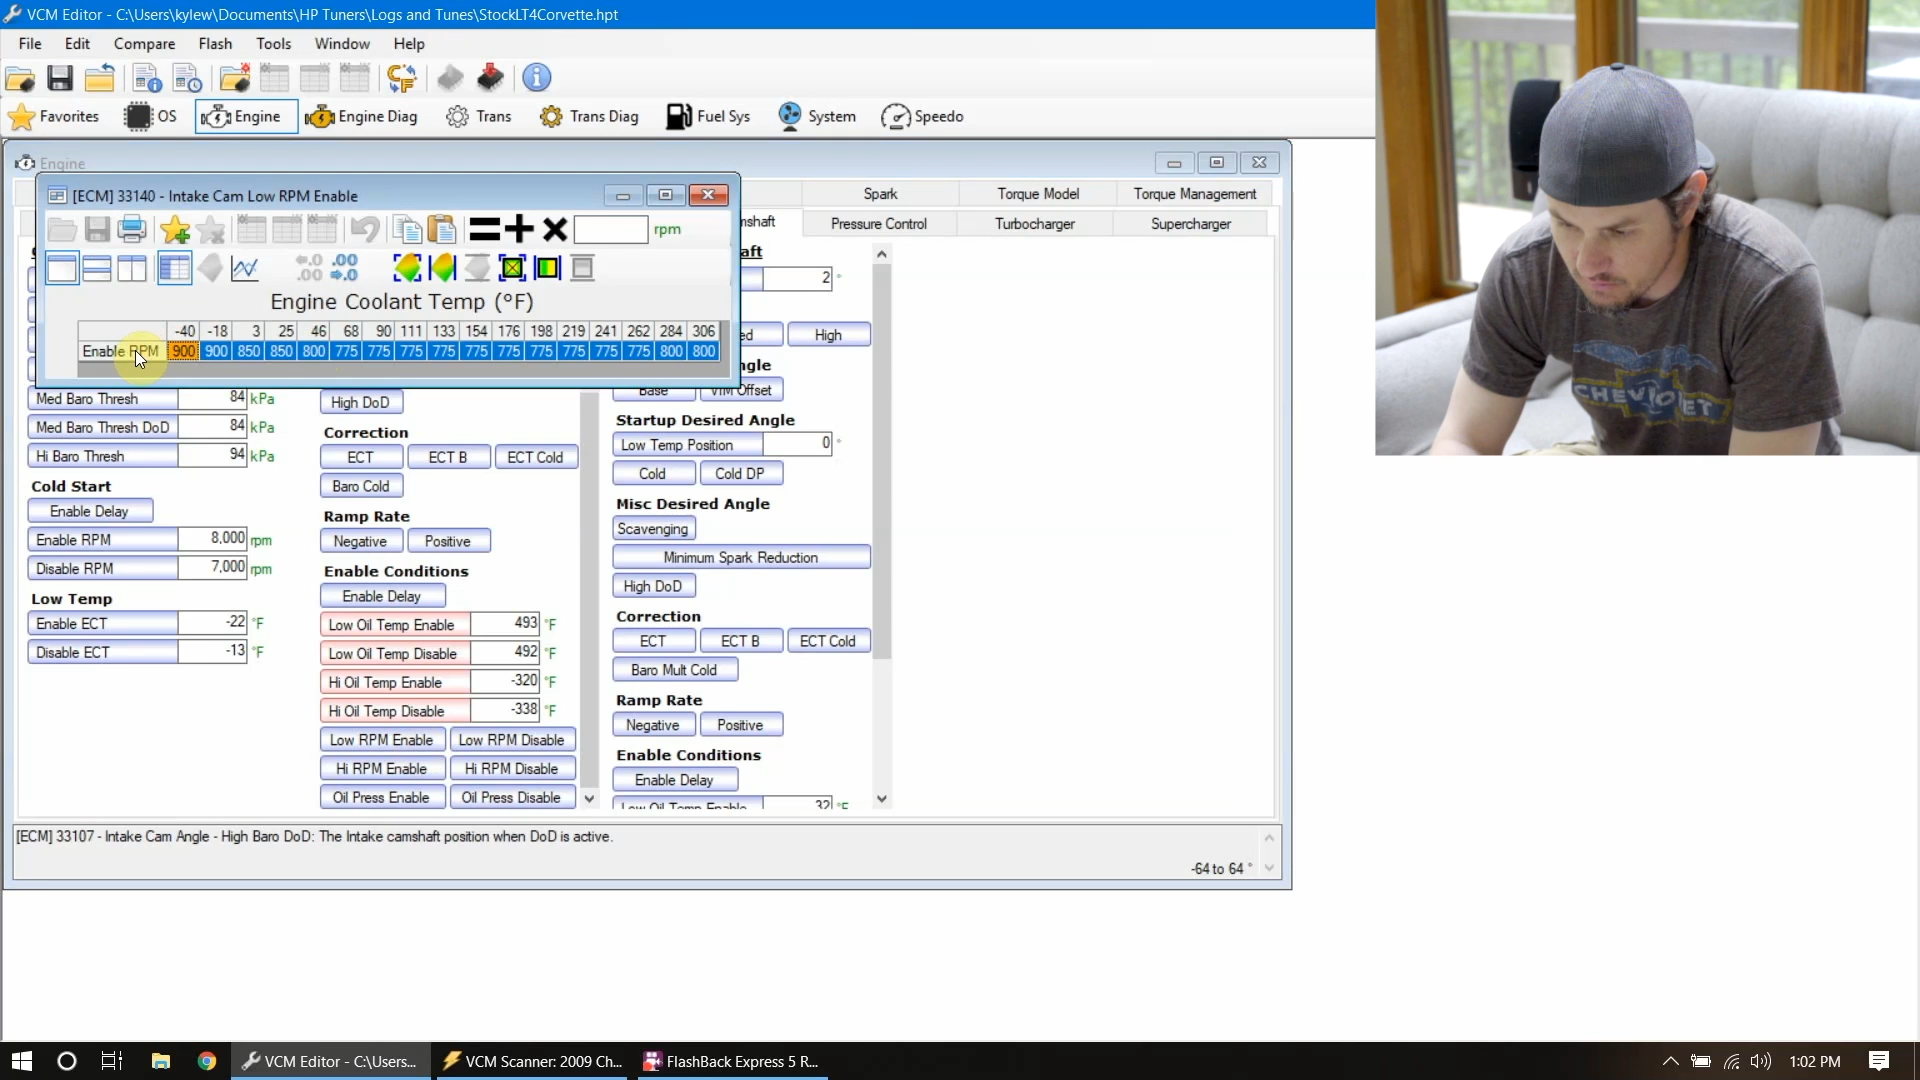 VCM Editor - C:\Users\kylew\Documents\HP Tuners\Logs and Tunes\StockLT4Corvette.hpt
File Edit Compare Flash Tools Window Help
Favorites OS Engine Engine Diag Trans Trans Diag Fuel Sys System Speedo
Engine
[ECM] 33140 - Intake Cam Low RPM Enable
Spark Torque Model Torque Management
Pressure Control Turbocharger Supercharger
rpm
Engine Coolant Temp (°F)
-40 -18 3 25 46 68 90 111 133 154 176 198 219 241 262 284 306
Enable RPM 900 900 850 850 800 775 775 775 775 775 775 775 775 775 775 800 800
2 °
High
Base VIM Offset
Med Baro Thresh 84 kPa
Med Baro Thresh DoD 84 kPa
Hi Baro Thresh 94 kPa
Cold Start
Enable Delay
Enable RPM 8,000 rpm
Disable RPM 7,000 rpm
Low Temp
Enable ECT -22 °F
Disable ECT -13 °F
High DoD
Correction
ECT ECT B ECT Cold
Baro Cold
Ramp Rate
Negative Positive
Enable Conditions
Enable Delay
Low Oil Temp Enable 493 °F
Low Oil Temp Disable 492 °F
Hi Oil Temp Enable -320 °F
Hi Oil Temp Disable -338 °F
Low RPM Enable Low RPM Disable
Hi RPM Enable Hi RPM Disable
Oil Press Enable Oil Press Disable
Startup Desired Angle
Low Temp Position 0 °
Cold Cold DP
Misc Desired Angle
Scavenging
Minimum Spark Reduction
High DoD
Correction
ECT ECT B ECT Cold
Baro Mult Cold
Ramp Rate
Negative Positive
Enable Conditions
Enable Delay
Low Oil Temp Enable 32 °F
[ECM] 33107 - Intake Cam Angle - High Baro DoD: The Intake camshaft position when DoD is active.
-64 to 64 °
CHEVROLET
VCM Editor - C:\Users... VCM Scanner: 2009 Ch... FlashBack Express 5 R... 1:02 PM